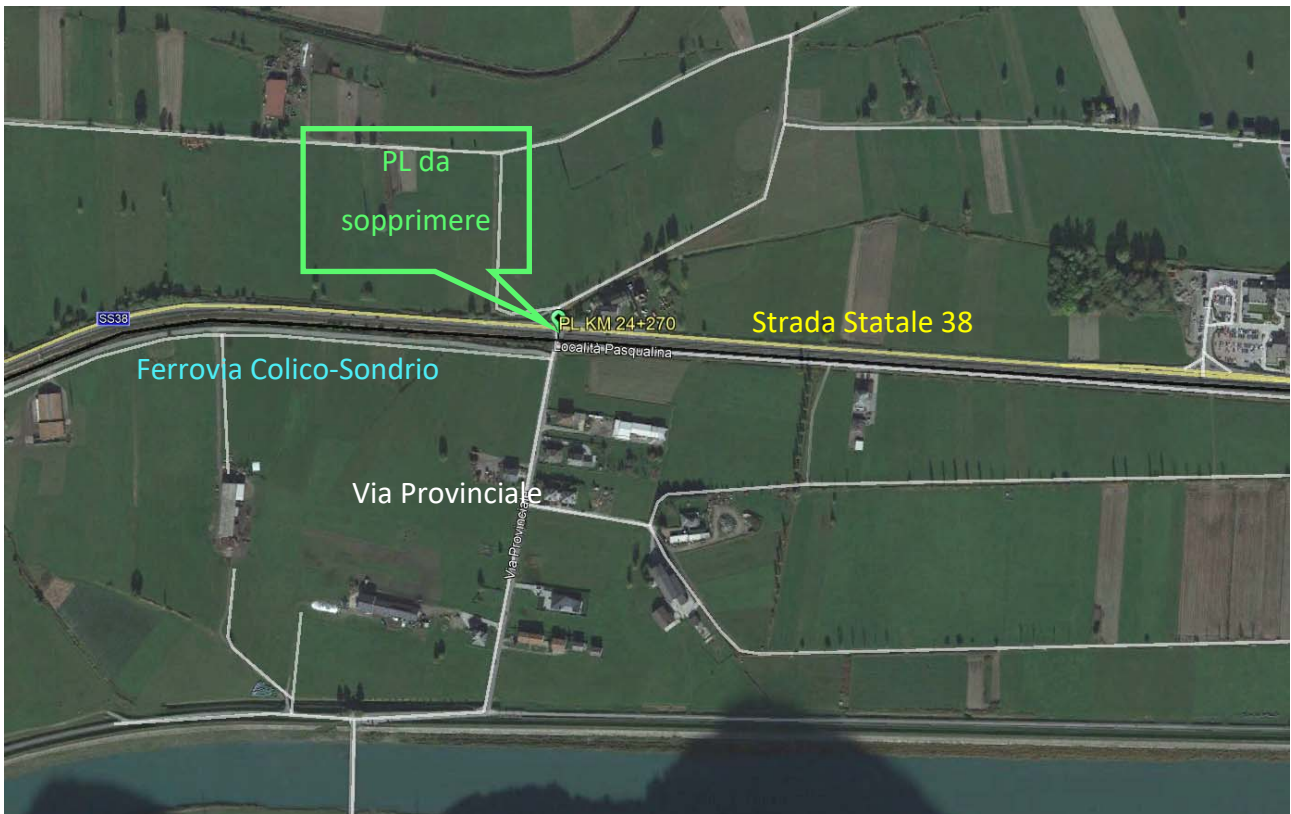 PL da
sopprimere
SS38
PL KM 24+270
Strada Statale 38
Località Pasqualina
Ferrovia Colico-Sondrio
Via Provinciale
Via Provinciale